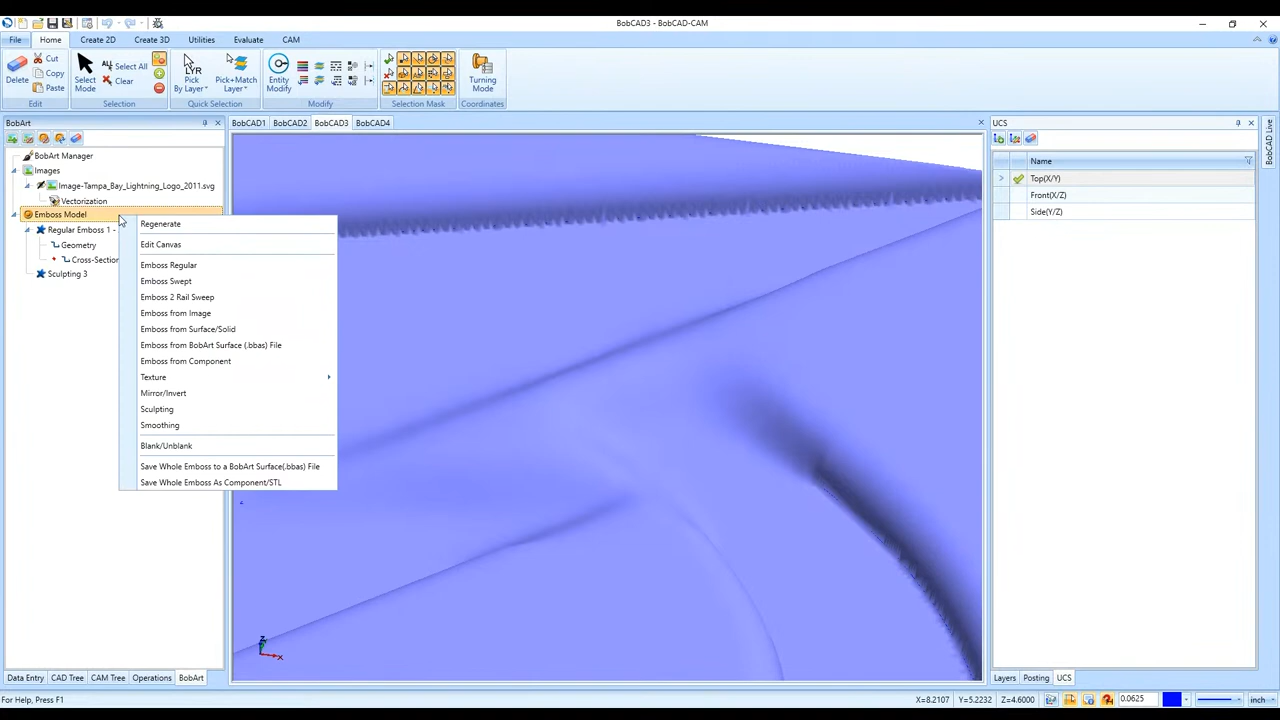 BobCAD3 - BobCAD-CAM
File Home Create 2D Create 3D Utilities Evaluate CAM
Delete
Cut
Copy
Paste
Edit
Select Mode
Select All
Clear
Selection
LYR
Pick By Layer
Pick+Match Layer
Quick Selection
Entity Modify
Modify
Selection Mask
Turning Mode
Coordinates
BobArt
BobCAD1 BobCAD2 BobCAD3 BobCAD4
UCS
BobArt Manager
Images
Image-Tampa_Bay_Lightning_Logo_2011.svg
Vectorization
Emboss Model
Regular Emboss 1 -
Geometry
Cross-Section
Sculpting 3
Regenerate
Edit Canvas
Emboss Regular
Emboss Swept
Emboss 2 Rail Sweep
Emboss from Image
Emboss from Surface/Solid
Emboss from BobArt Surface (.bbas) File
Emboss from Component
Texture
Mirror/Invert
Sculpting
Smoothing
Blank/Unblank
Save Whole Emboss to a BobArt Surface(.bbas) File
Save Whole Emboss As Component/STL
Z
X
Name
Top(X/Y)
Front(X/Z)
Side(Y/Z)
BobCAD Live
Data Entry CAD Tree CAM Tree Operations BobArt
Layers Posting UCS
For Help, Press F1
X=8.2107 Y=5.2232 Z=4.6000 0.0625 inch